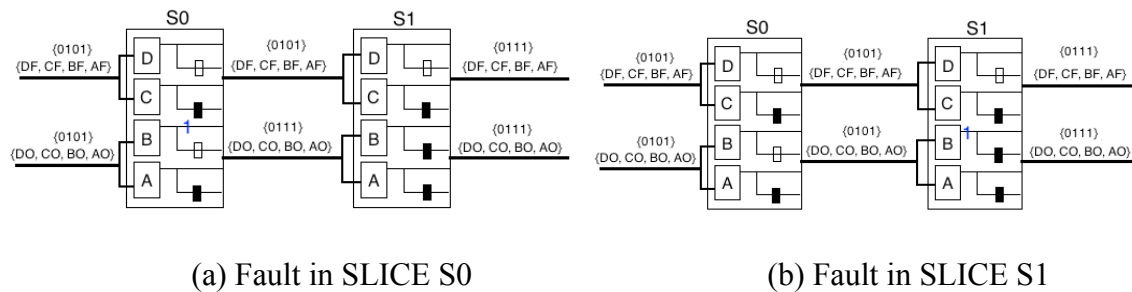 S0
S1
{0101}
{DF, CF, BF, AF}
{0101}
{DF, CF, BF, AF}
{0111}
{DF, CF, BF, AF}
D
C
B
A
1
D
C
B
A
{0101}
{DO, CO, BO, AO}
{0111}
{DO, CO, BO, AO}
{0111}
{DO, CO, BO, AO}
(a) Fault in SLICE S0
S0
S1
{0101}
{DF, CF, BF, AF}
{0101}
{DF, CF, BF, AF}
{0111}
{DF, CF, BF, AF}
D
C
B
A
D
C
B
A
1
{0101}
{DO, CO, BO, AO}
{0101}
{DO, CO, BO, AO}
{0111}
{DO, CO, BO, AO}
(b) Fault in SLICE S1